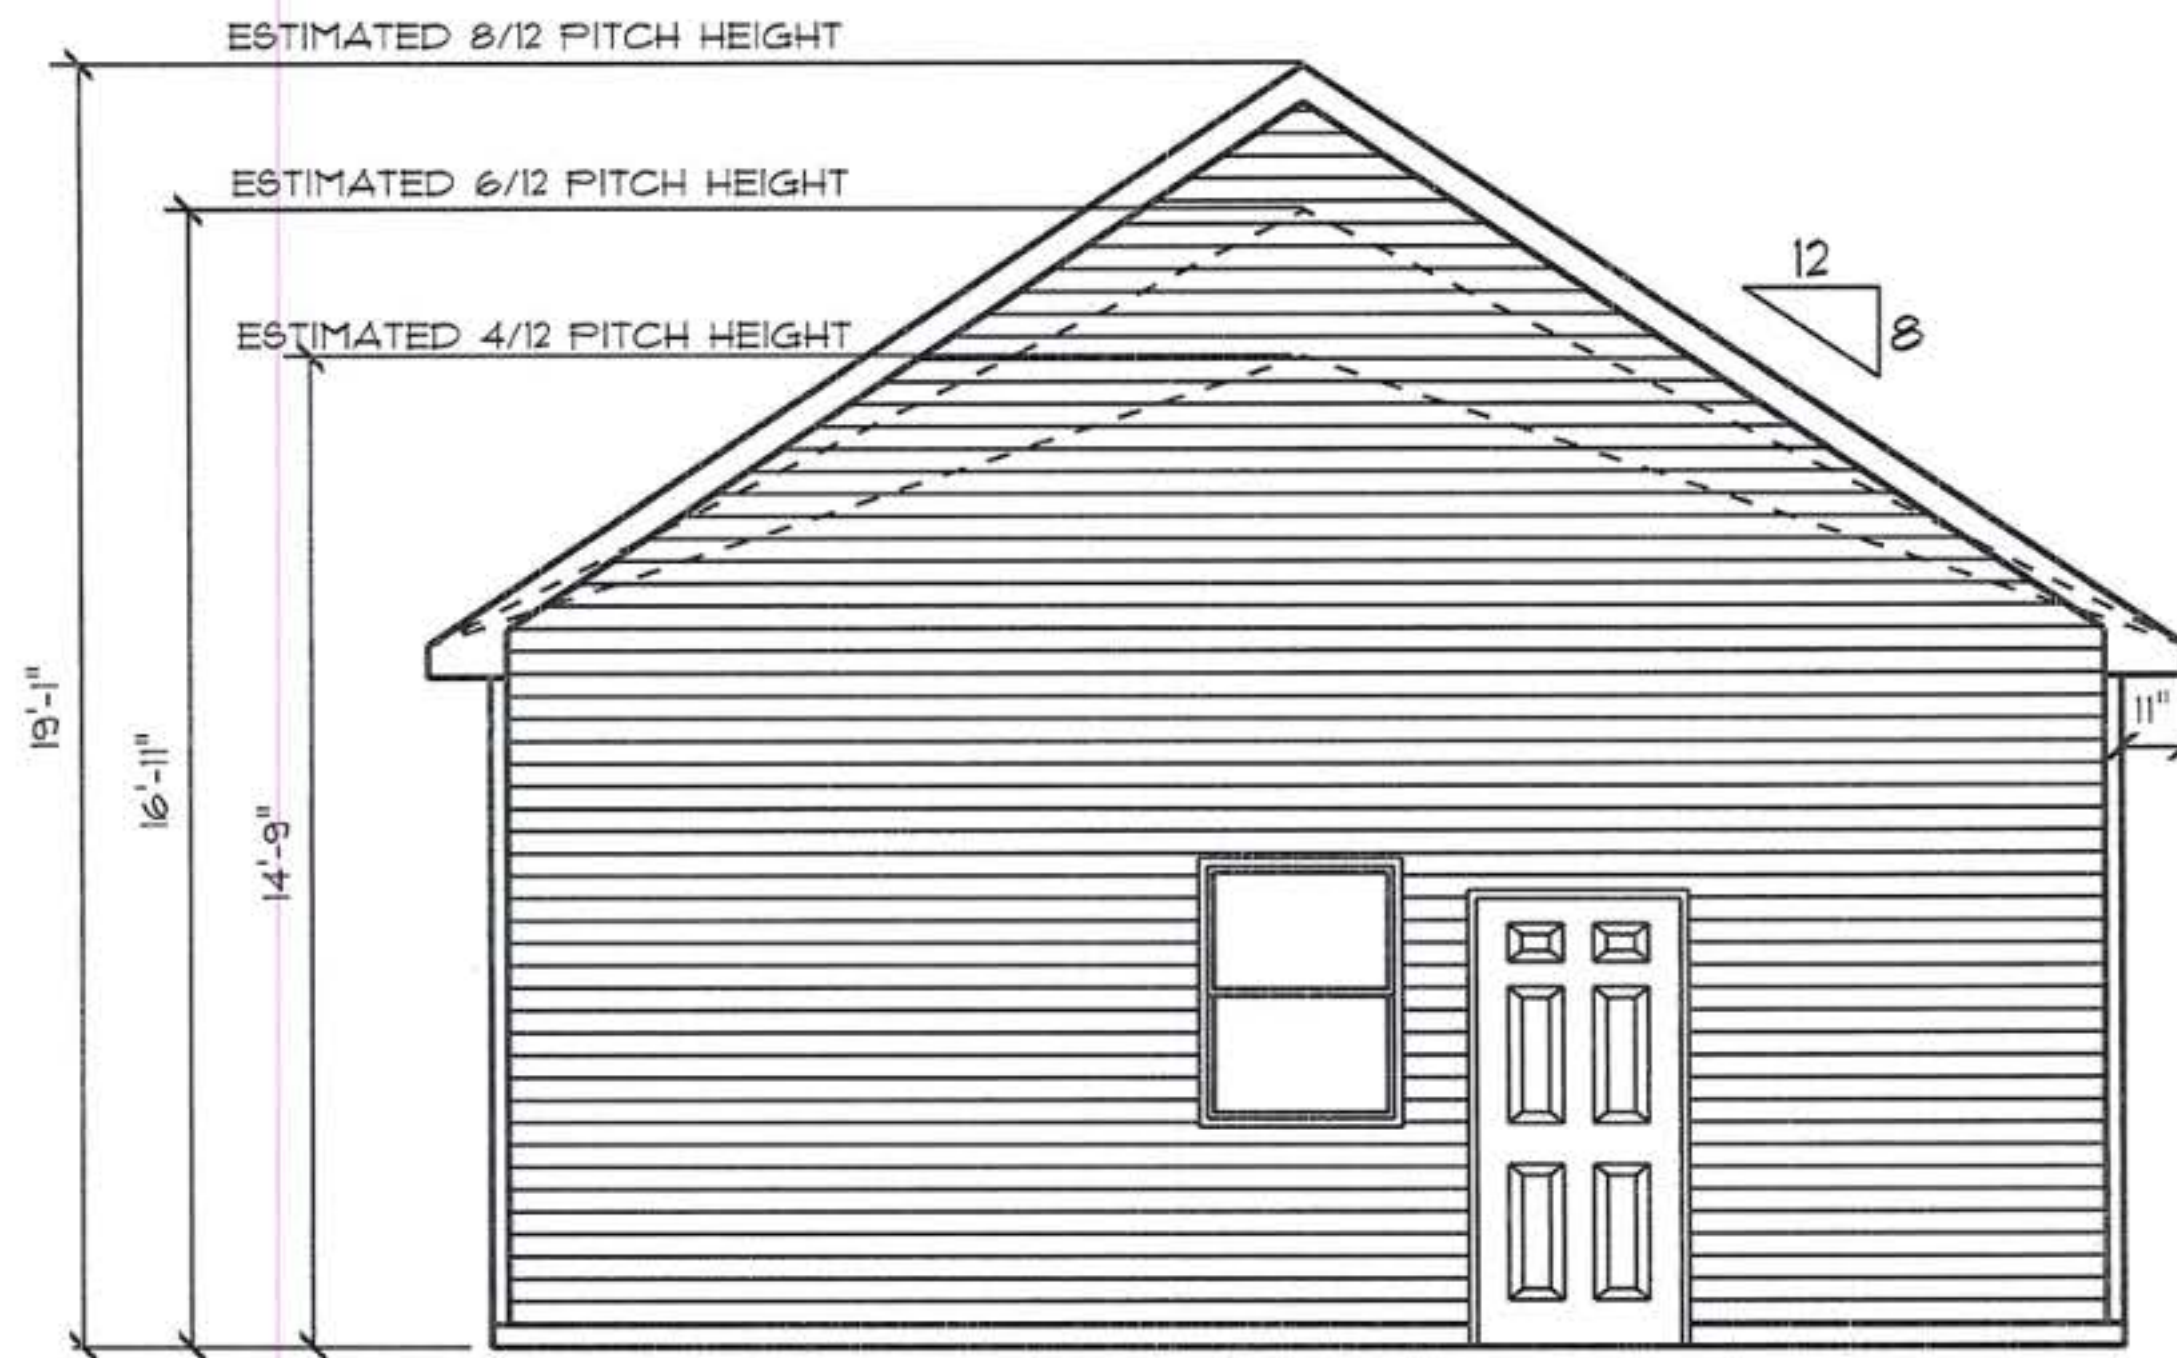 ESTIMATED 8/12 PITCH HEIGHT
ESTIMATED 6/12 PITCH HEIGHT
12
8
ESTIMATED 4/12 PITCH HEIGHT
19'-1"
16'-11"
14'-9"
11"